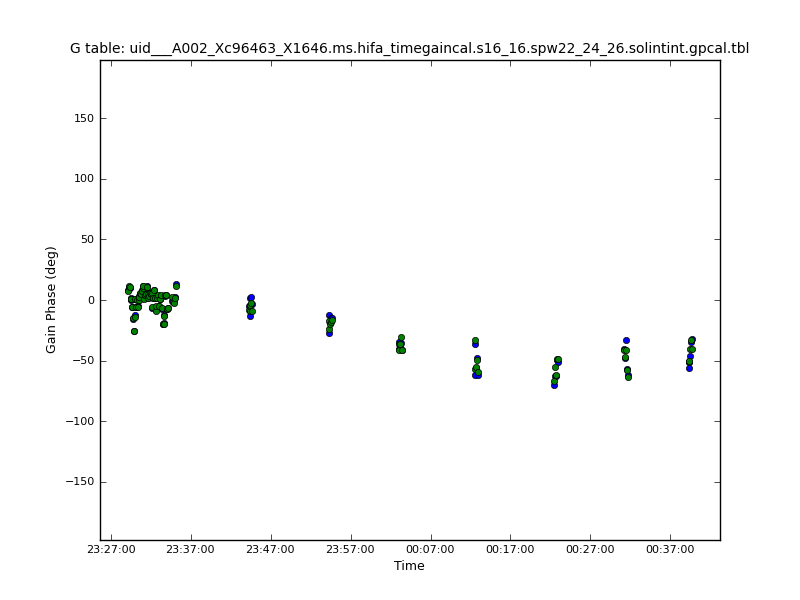 G table: uid___A002_Xc96463_X1646.ms.hifa_timegaincal.s16_16.spw22_24_26.solintint.gpcal.tbl
150
100
50
0
−50
−100
−150
Gain Phase (deg)
23:27:00 23:37:00 23:47:00 23:57:00 00:07:00 00:17:00 00:27:00 00:37:00
Time